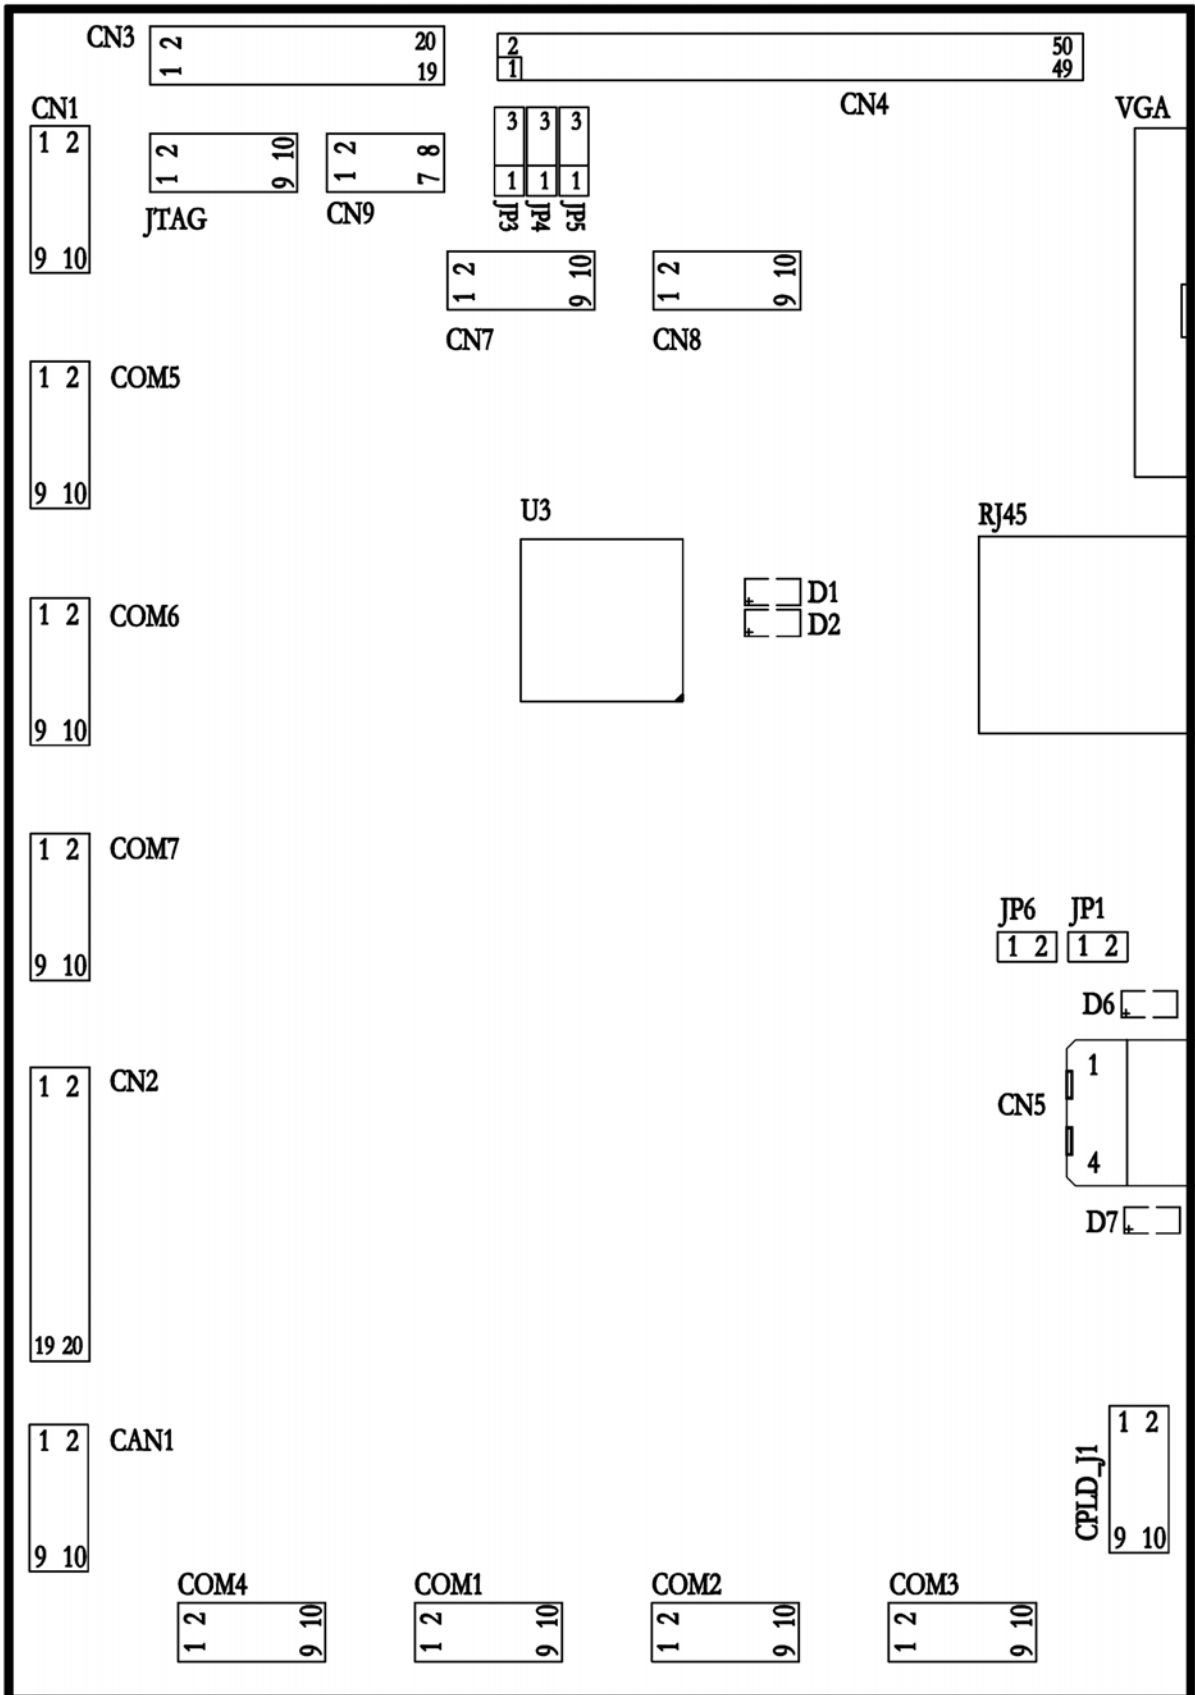 CN3
2 20
1 19
2 50
1 49
CN4
CN1
1 2
9 10
VGA
2 10
1 9
JTAG
2 8
1 7
CN9
3 3 3
1 1 1
JP3 JP4 JP5
2 10
1 9
CN7
2 10
1 9
CN8
1 2 COM5
9 10
U3
RJ45
D1
D2
1 2 COM6
9 10
1 2 COM7
9 10
JP6 JP1
1 2 1 2
D6
1
CN5
4
D7
1 2 CN2
19 20
1 2 CAN1
9 10
1 2
CPLD_J1
9 10
COM4 COM1 COM2 COM3
2 10 2 10 2 10 2 10
1 9 1 9 1 9 1 9